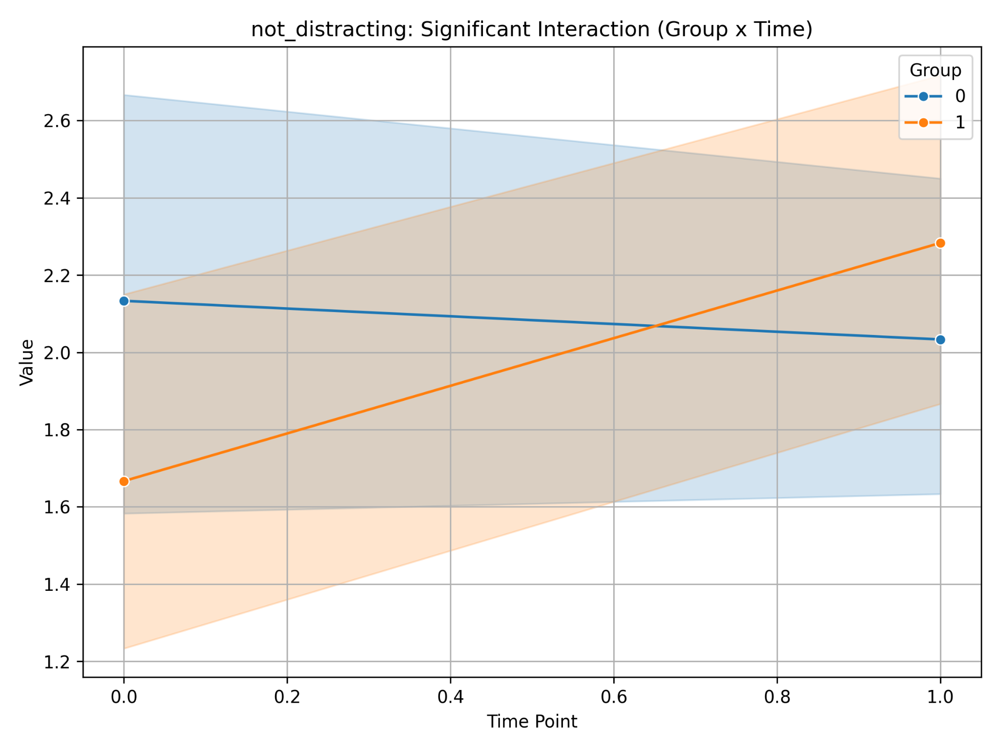 not_distracting: Significant Interaction (Group x Time)
Group
0
1
Value
2.6
2.4
2.2
2.0
1.8
1.6
1.4
1.2
0.0 0.2 0.4 0.6 0.8 1.0
Time Point